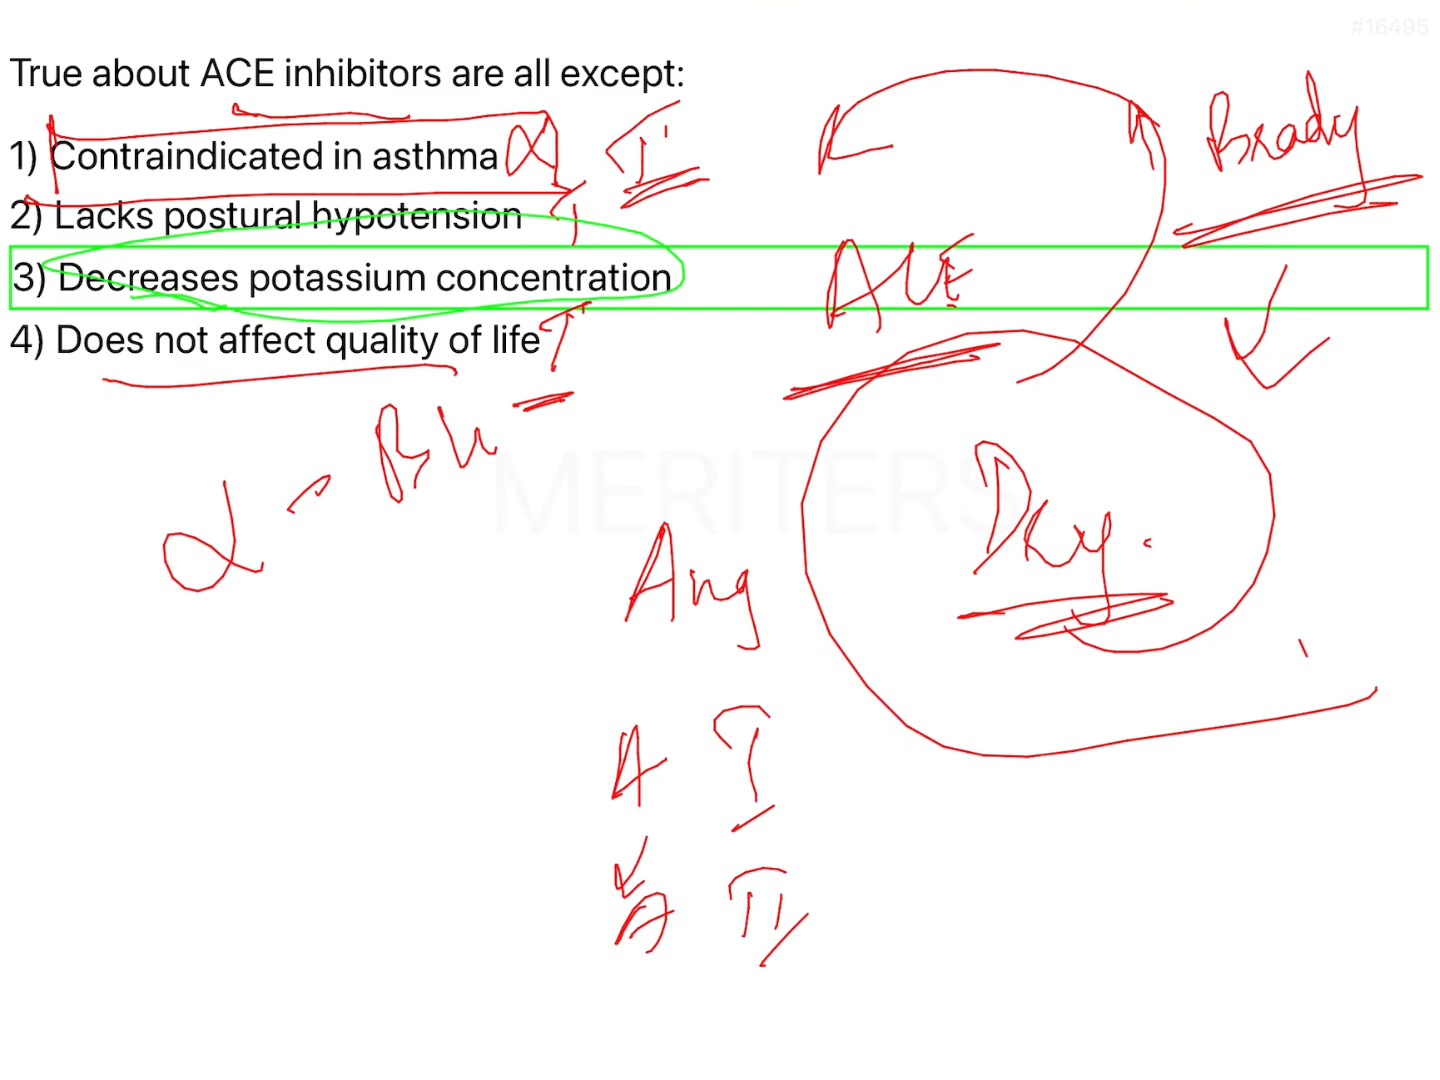 #16495
True about ACE inhibitors are all except:
1) Contraindicated in asthma
2) Lacks postural hypotension
3) Decreases potassium concentration
4) Does not affect quality of life
Brady
ACE
MERITERS
Dry.
Ang
A I
A II